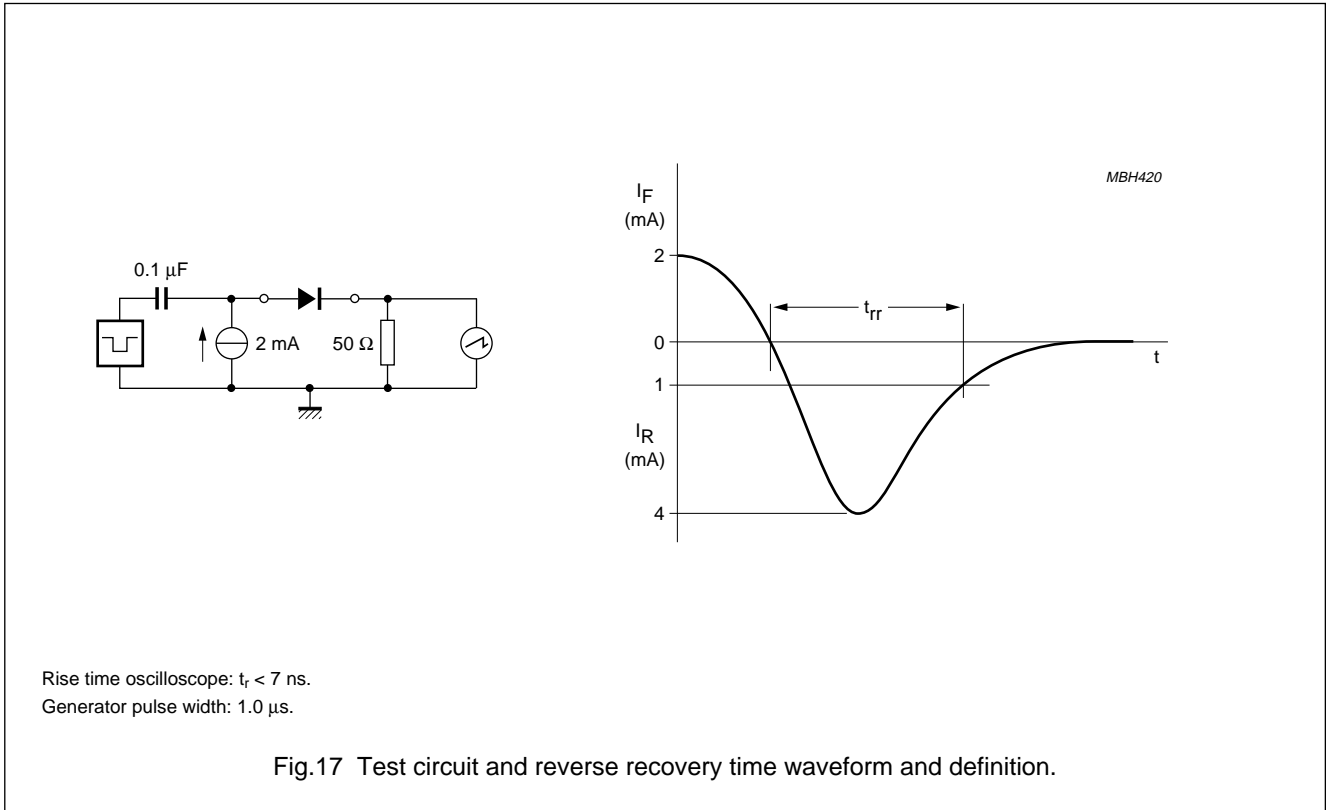 0.1 μF
2 mA
50 Ω
MBH420
I_F
(mA)
2
t_rr
0
t
1
I_R
(mA)
4
Rise time oscilloscope: t_r < 7 ns.
Generator pulse width: 1.0 μs.
Fig.17 Test circuit and reverse recovery time waveform and definition.